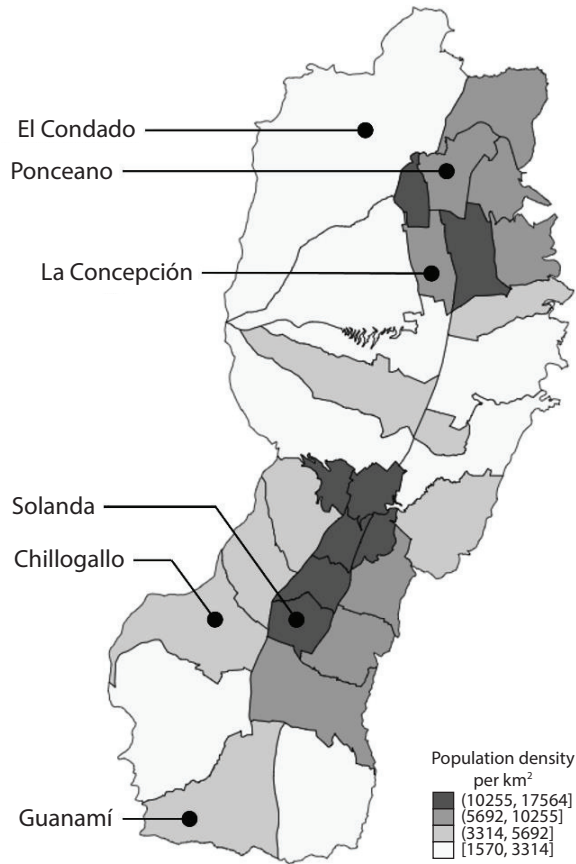 El Condado
Ponceano
La Concepción
Solanda
Chillogallo
Guanamí
Population density
per km²
(10255, 17564]
(5692, 10255]
(3314, 5692]
[1570, 3314]